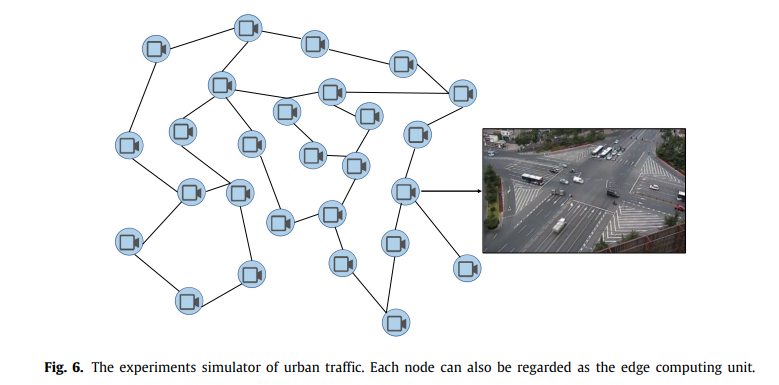 Fig. 6. The experiments simulator of urban traffic. Each node can also be regarded as the edge computing unit.